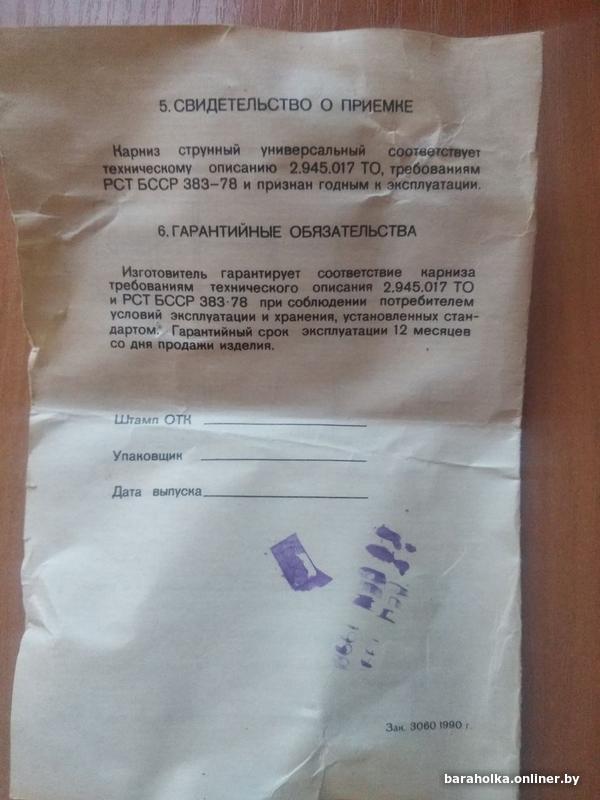 5. СВИДЕТЕЛЬСТВО О ПРИЕМКЕ
Карниз струнный универсальный соответствует
техническому описанию 2.945.017 ТО, требованиям
РСТ БССР 383–78 и признан годным к эксплуатации.
6. ГАРАНТИЙНЫЕ ОБЯЗАТЕЛЬСТВА
Изготовитель гарантирует соответствие карниза
требованиям технического описания 2.945.017 ТО
и РСТ БССР 383-78 при соблюдении потребителем
условий эксплуатации и хранения, установленных стан-
дартом. Гарантийный срок эксплуатации 12 месяцев
со дня продажи изделия.
Штамп ОТК
Упаковщик
Дата выпуска
Зак. 3060 1990 г.
baraholka.onliner.by